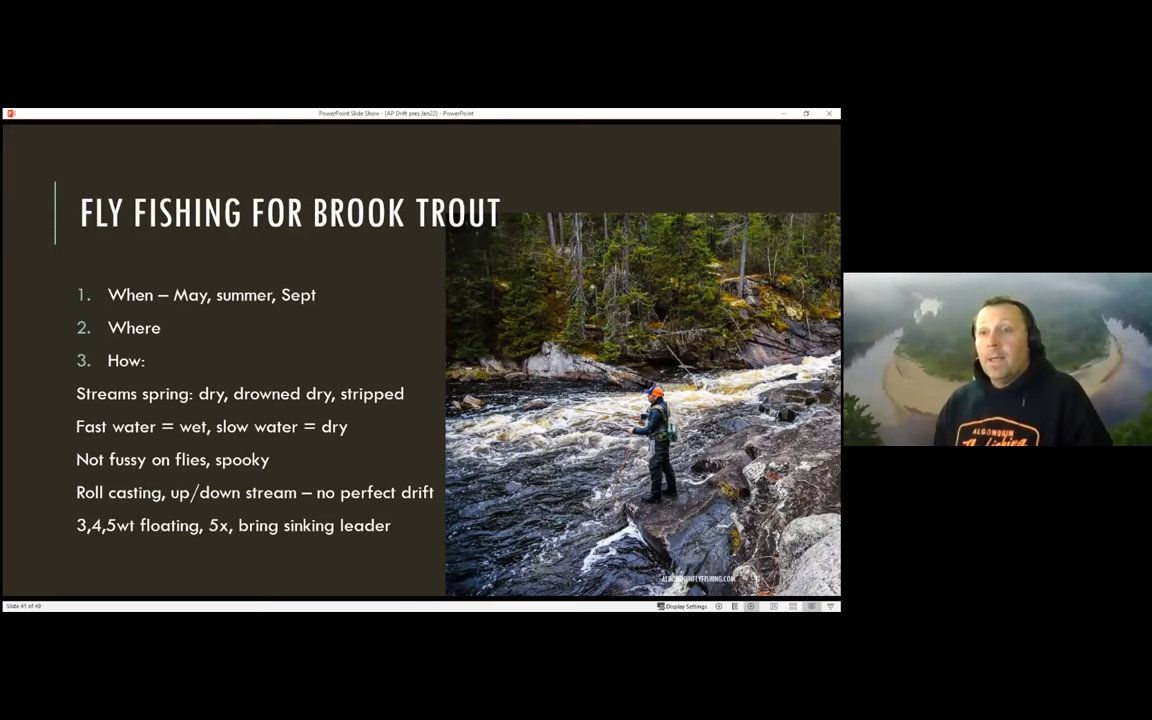 PowerPoint Slide Show - [AP Drift pres Jan22] - PowerPoint
FLY FISHING FOR BROOK TROUT
1. When – May, summer, Sept
2. Where
3. How:
Streams spring: dry, drowned dry, stripped
Fast water = wet, slow water = dry
Not fussy on flies, spooky
Roll casting, up/down stream – no perfect drift
3,4,5wt floating, 5x, bring sinking leader
ALGONQUINFLYFISHING.COM
Slide 41 of 49
Display Settings
ALGONQUIN